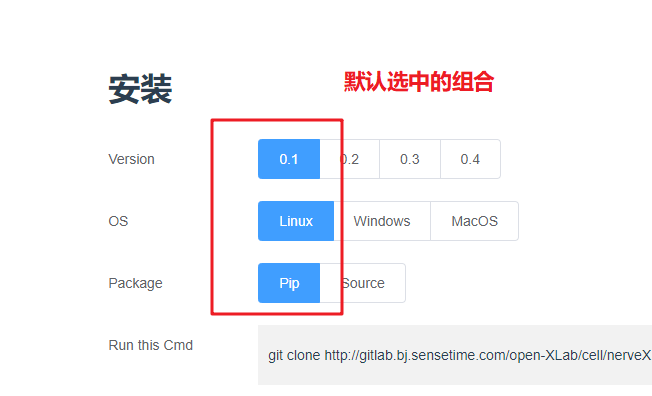 安装
默认选中的组合
Version 0.1 0.2 0.3 0.4
OS Linux Windows MacOS
Package Pip Source
Run this Cmd
git clone http://gitlab.bj.sensetime.com/open-XLab/cell/nerveX